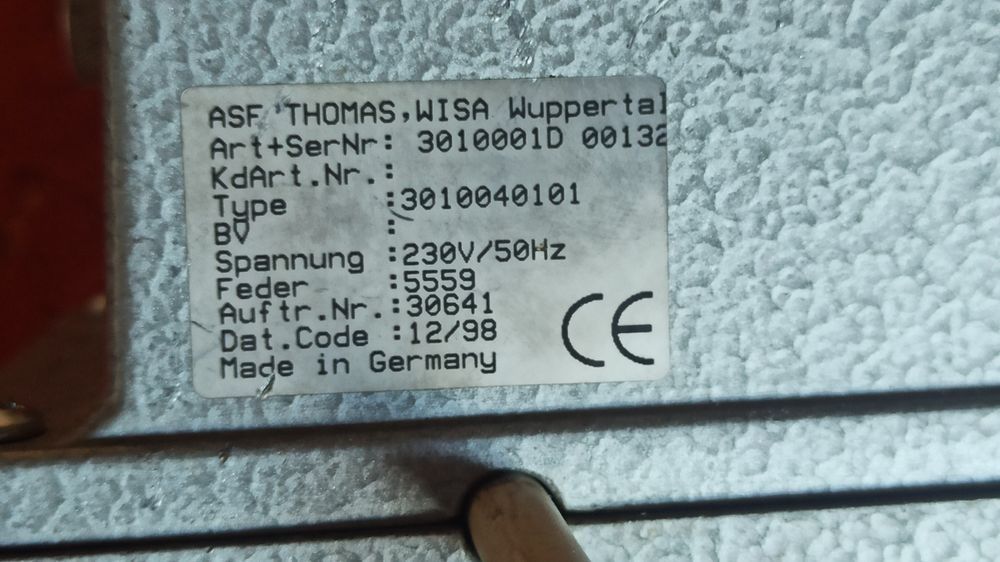 ASF THOMAS,WISA Wuppertal
Art+SerNr: 3010001D 00132
KdArt.Nr.:
Type :3010040101
BV :
Spannung :230V/50Hz
Feder :5559
Auftr.Nr.:30641
Dat.Code :12/98
Made in Germany
CE